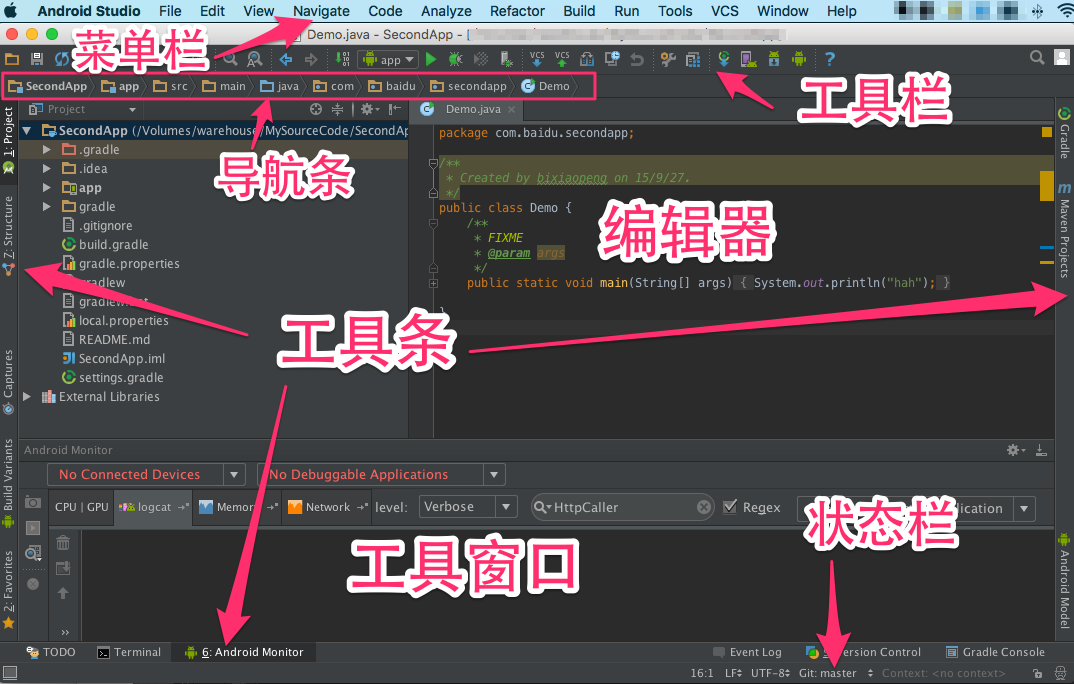 Android Studio File Edit View Navigate Code Analyze Refactor Build Run Tools VCS Window Help
Demo.java - SecondApp - [
菜单栏
app
VCS VCS
?
工具栏
SecondApp app src main java com baidu secondapp Demo
导航条
Project
Demo.java
1: Project
Z: Structure
Captures
Build Variants
2: Favorites
SecondApp (/Volumes/warehouse/MySourceCode/SecondAp
.gradle
.idea
app
gradle
.gitignore
build.gradle
gradle.properties
gradlew
local.properties
README.md
SecondApp.iml
settings.gradle
External Libraries
package com.baidu.secondapp;
/**
* Created by bixiaopeng on 15/9/27.
*/
public class Demo {
/**
* FIXME
* @param args
*/
public static void main(String[] args) { System.out.println("hah"); }
}
编辑器
工具条
Gradle
Maven Projects
Android Model
Android Monitor
No Connected Devices
No Debuggable Applications
CPU | GPU logcat Memory Network level: Verbose HttpCaller Regex
状态栏
工具窗口
TODO Terminal 6: Android Monitor Event Log Version Control Gradle Console
16:1 LF UTF-8 Git: master Context: <no context>